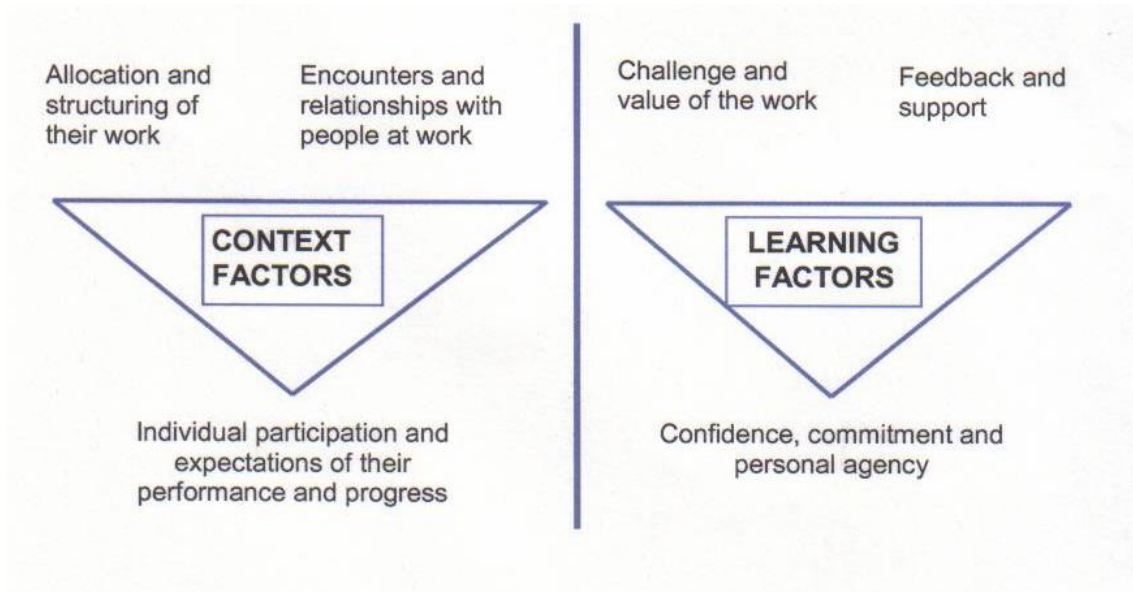 Allocation and
structuring of
their work
Encounters and
relationships with
people at work
CONTEXT
FACTORS
Individual participation and
expectations of their
performance and progress
Challenge and
value of the work
Feedback and
support
LEARNING
FACTORS
Confidence, commitment and
personal agency